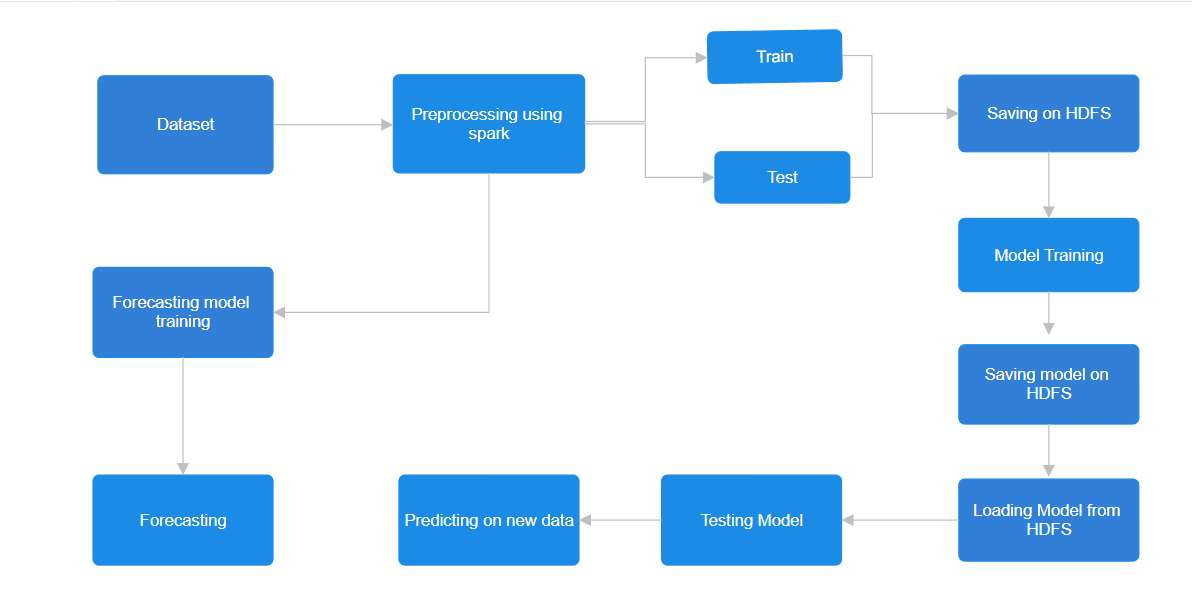 Dataset
Preprocessing using
spark
Train
Test
Saving on HDFS
Model Training
Forecasting model
training
Saving model on
HDFS
Forecasting
Predicting on new data
Testing Model
Loading Model from
HDFS